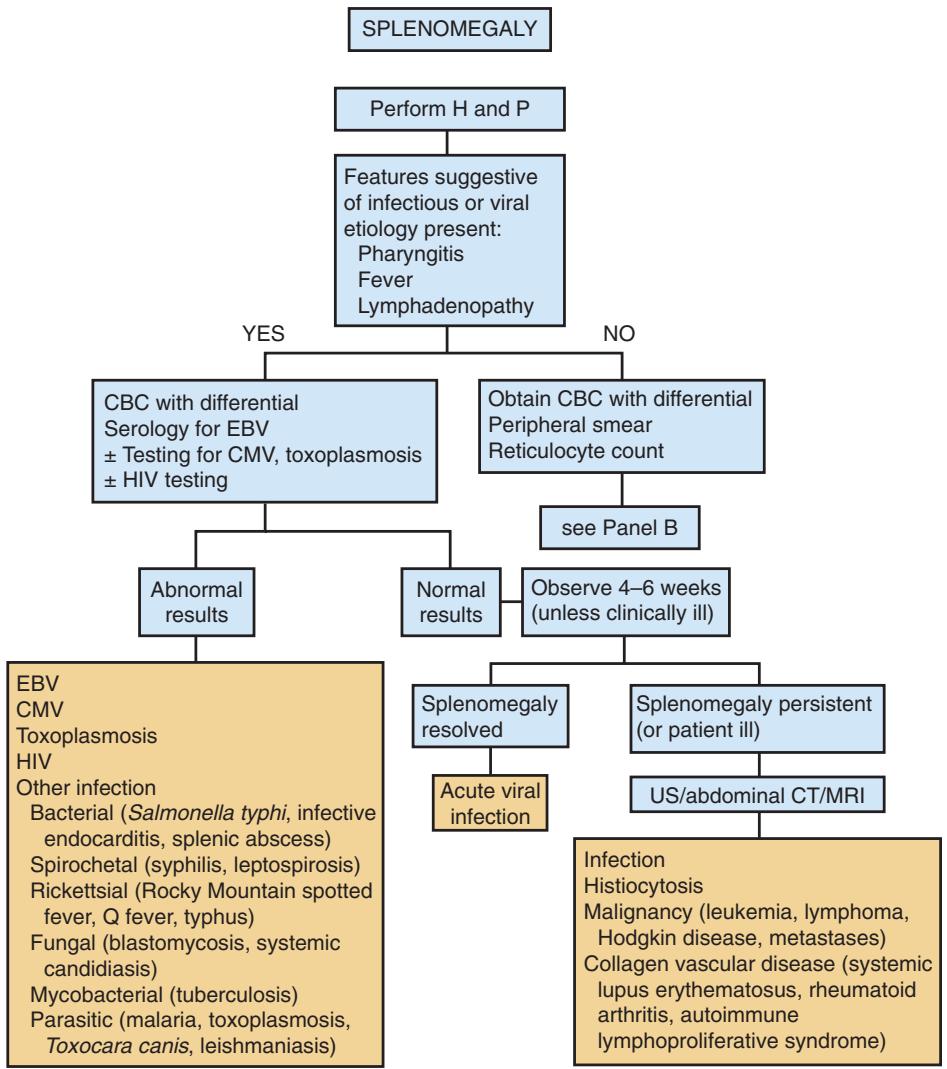 SPLENOMEGALY
Perform H and P
Features suggestive
of infectious or viral
etiology present:
Pharyngitis
Fever
Lymphadenopathy
YES
NO
CBC with differential
Serology for EBV
± Testing for CMV, toxoplasmosis
± HIV testing
Obtain CBC with differential
Peripheral smear
Reticulocyte count
see Panel B
Abnormal
results
Normal
results
Observe 4–6 weeks
(unless clinically ill)
EBV
CMV
Toxoplasmosis
HIV
Other infection
Bacterial (Salmonella typhi, infective
endocarditis, splenic abscess)
Spirochetal (syphilis, leptospirosis)
Rickettsial (Rocky Mountain spotted
fever, Q fever, typhus)
Fungal (blastomycosis, systemic
candidiasis)
Mycobacterial (tuberculosis)
Parasitic (malaria, toxoplasmosis,
Toxocara canis, leishmaniasis)
Splenomegaly
resolved
Acute viral
infection
Splenomegaly persistent
(or patient ill)
US/abdominal CT/MRI
Infection
Histiocytosis
Malignancy (leukemia, lymphoma,
Hodgkin disease, metastases)
Collagen vascular disease (systemic
lupus erythematosus, rheumatoid
arthritis, autoimmune
lymphoproliferative syndrome)